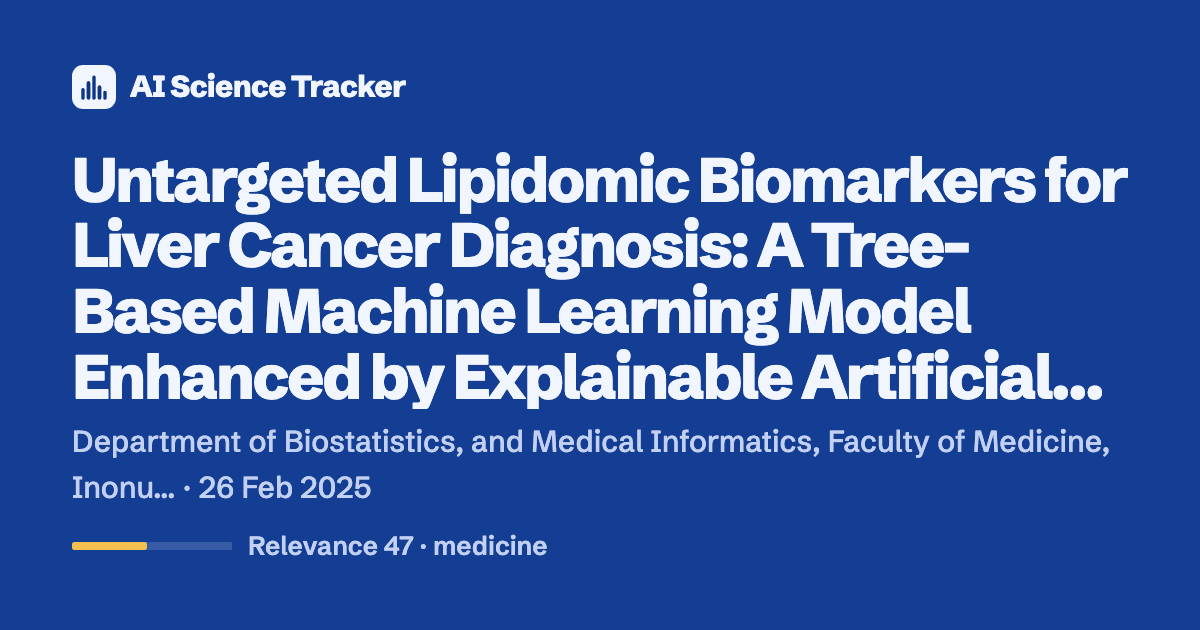 AI Science Tracker
Untargeted Lipidomic Biomarkers for
Liver Cancer Diagnosis: A Tree-
Based Machine Learning Model
Enhanced by Explainable Artificial...
Department of Biostatistics, and Medical Informatics, Faculty of Medicine,
Inonu... · 26 Feb 2025
Relevance 47 · medicine